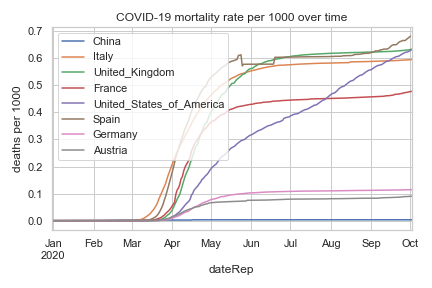 COVID-19 mortality rate per 1000 over time
deaths per 1000
0.7
0.6
0.5
0.4
0.3
0.2
0.1
0.0
China
Italy
United_Kingdom
France
United_States_of_America
Spain
Germany
Austria
Jan Feb Mar Apr May Jun Jul Aug Sep Oct
2020
dateRep